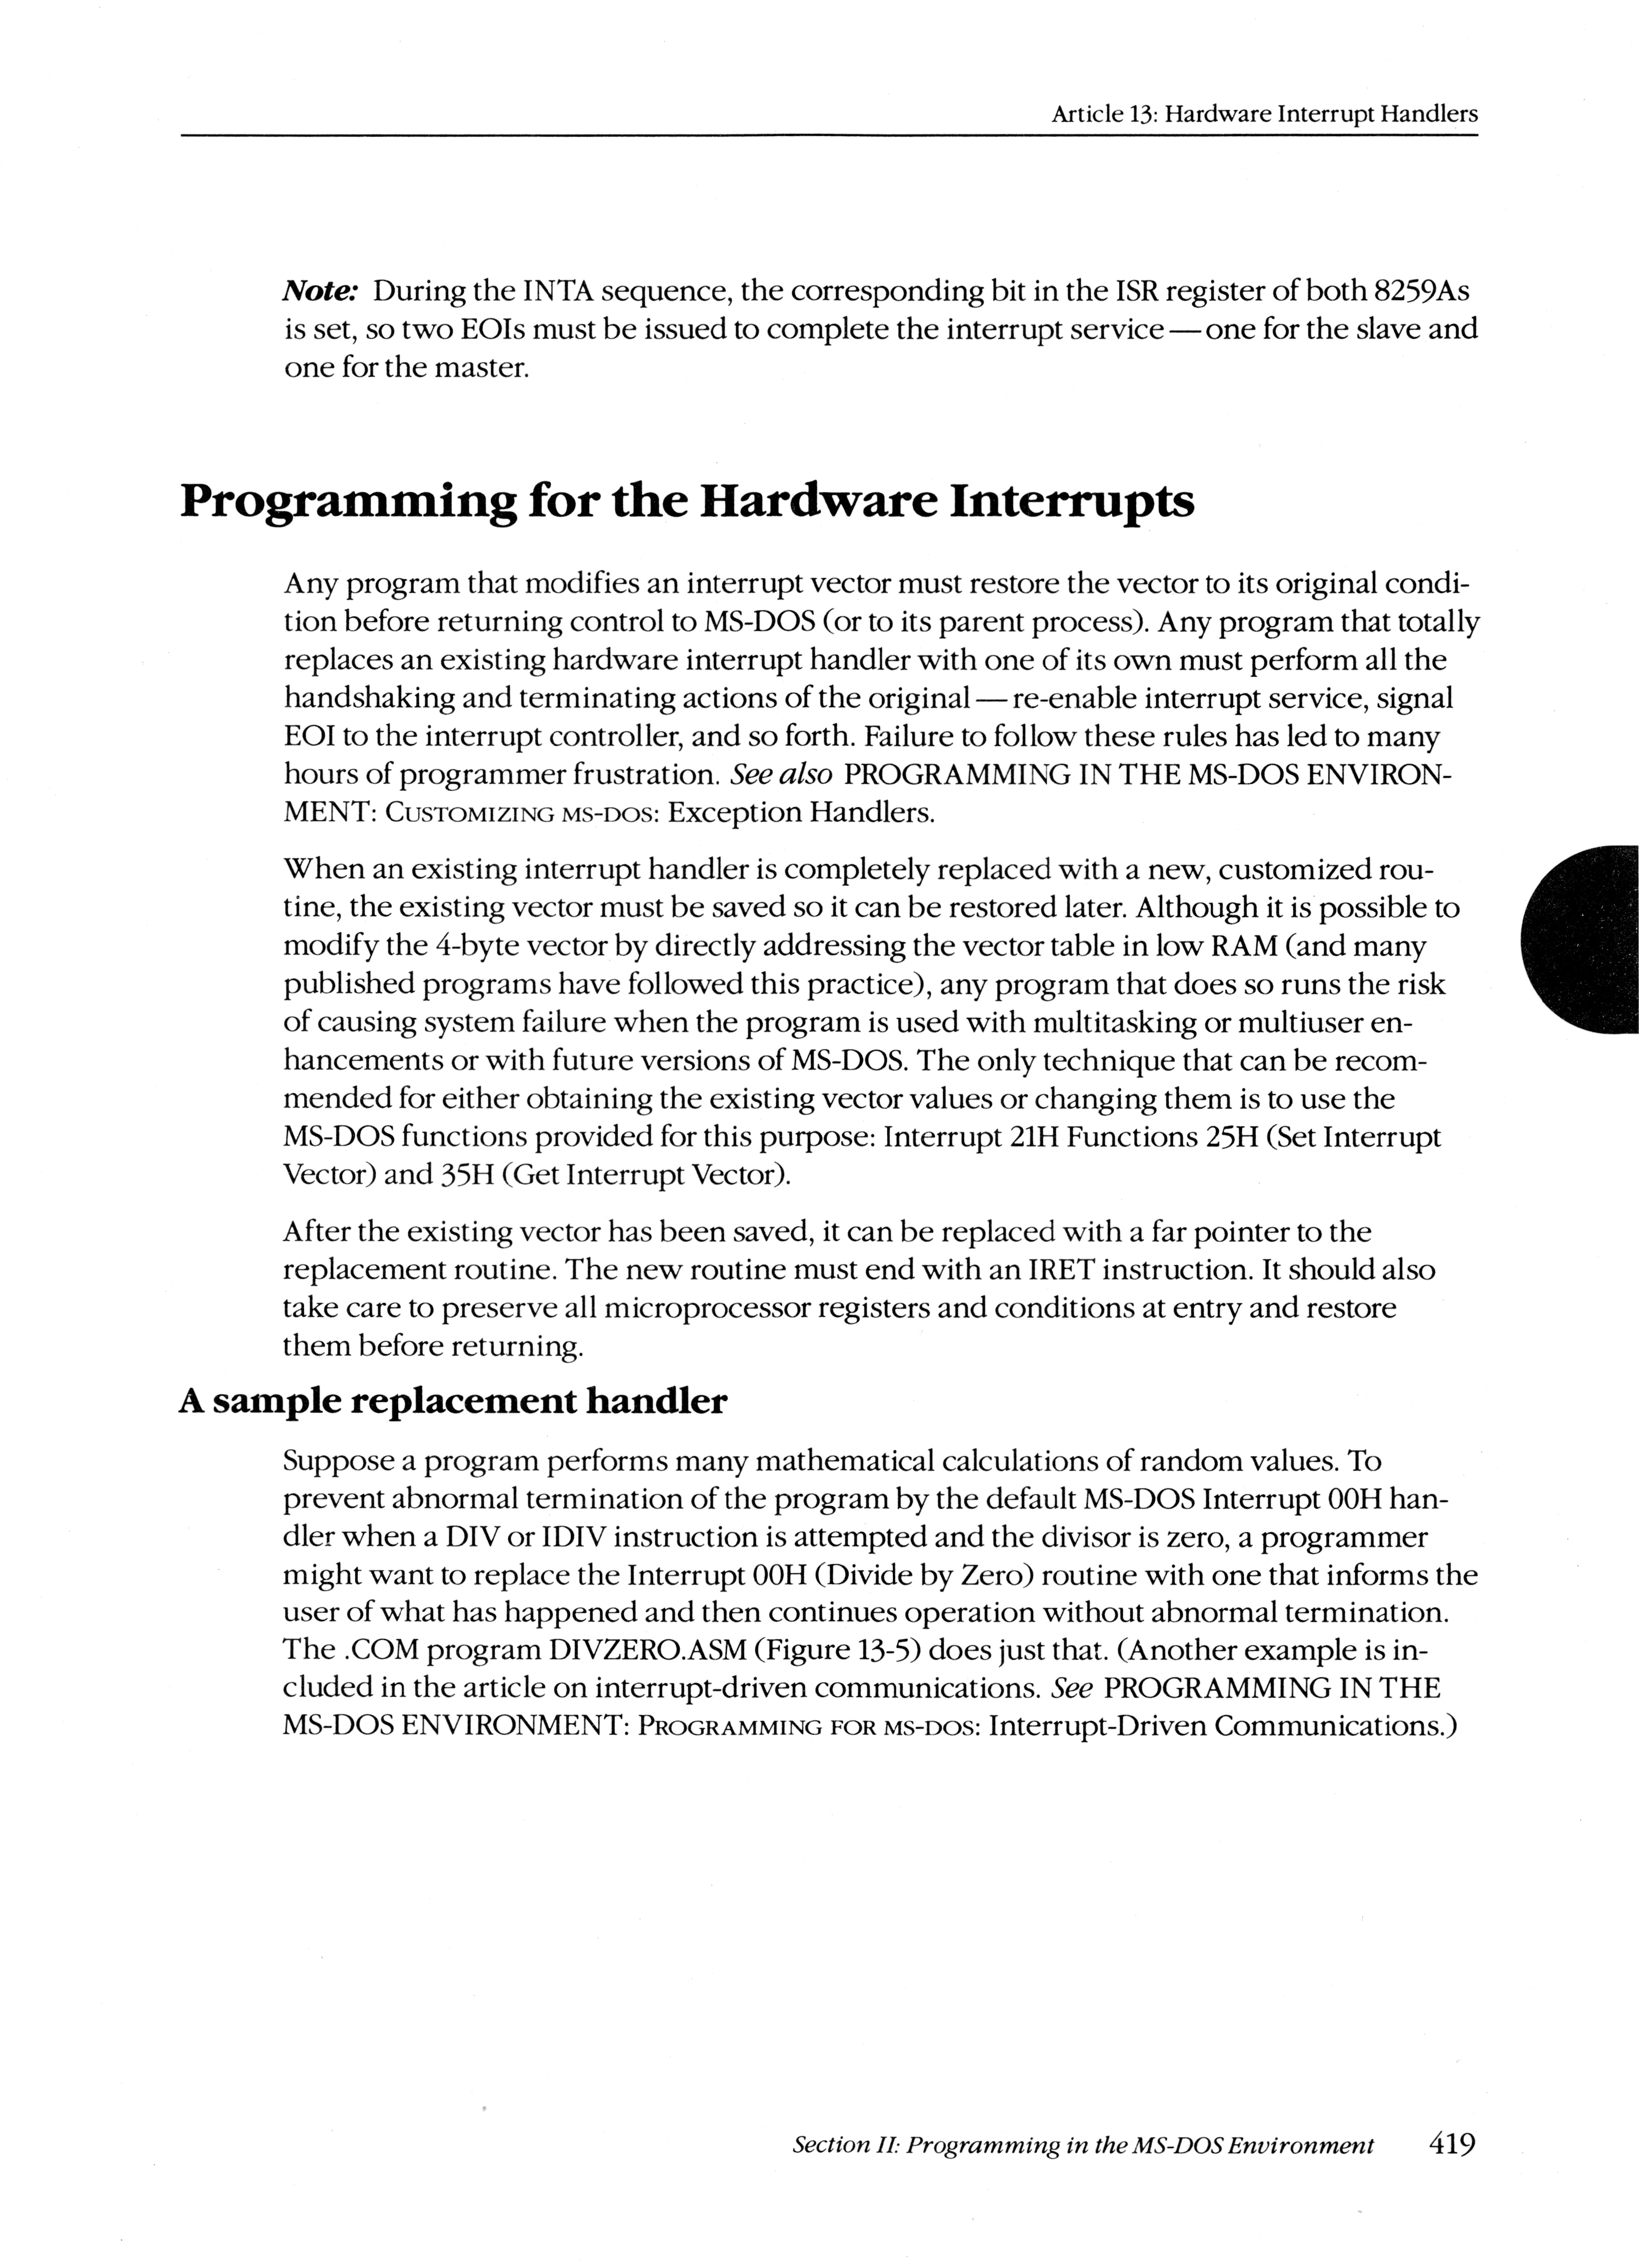 Article 13: Hardware Interrupt Handlers
Note: During the INTA sequence, the corresponding bit in the ISR register of both 8259As
is set, so two EOIs must be issued to complete the interrupt service — one for the slave and
one for the master.
Programming for the Hardware Interrupts
Any program that modifies an interrupt vector must restore the vector to its original condi-
tion before returning control to MS-DOS (or to its parent process). Any program that totally
replaces an existing hardware interrupt handler with one of its own must perform all the
handshaking and terminating actions of the original — re-enable interrupt service, signal
EOI to the interrupt controller, and so forth. Failure to follow these rules has led to many
hours of programmer frustration. See also PROGRAMMING IN THE MS-DOS ENVIRON-
MENT: CUSTOMIZING MS-DOS: Exception Handlers.
When an existing interrupt handler is completely replaced with a new, customized rou-
tine, the existing vector must be saved so it can be restored later. Although it is possible to
modify the 4-byte vector by directly addressing the vector table in low RAM (and many
published programs have followed this practice), any program that does so runs the risk
of causing system failure when the program is used with multitasking or multiuser en-
hancements or with future versions of MS-DOS. The only technique that can be recom-
mended for either obtaining the existing vector values or changing them is to use the
MS-DOS functions provided for this purpose: Interrupt 21H Functions 25H (Set Interrupt
Vector) and 35H (Get Interrupt Vector).
After the existing vector has been saved, it can be replaced with a far pointer to the
replacement routine. The new routine must end with an IRET instruction. It should also
take care to preserve all microprocessor registers and conditions at entry and restore
them before returning.
A sample replacement handler
Suppose a program performs many mathematical calculations of random values. To
prevent abnormal termination of the program by the default MS-DOS Interrupt 00H han-
dler when a DIV or IDIV instruction is attempted and the divisor is zero, a programmer
might want to replace the Interrupt 00H (Divide by Zero) routine with one that informs the
user of what has happened and then continues operation without abnormal termination.
The .COM program DIVZERO.ASM (Figure 13-5) does just that. (Another example is in-
cluded in the article on interrupt-driven communications. See PROGRAMMING IN THE
MS-DOS ENVIRONMENT: PROGRAMMING FOR MS-DOS: Interrupt-Driven Communications.)
Section II: Programming in the MS-DOS Environment 419